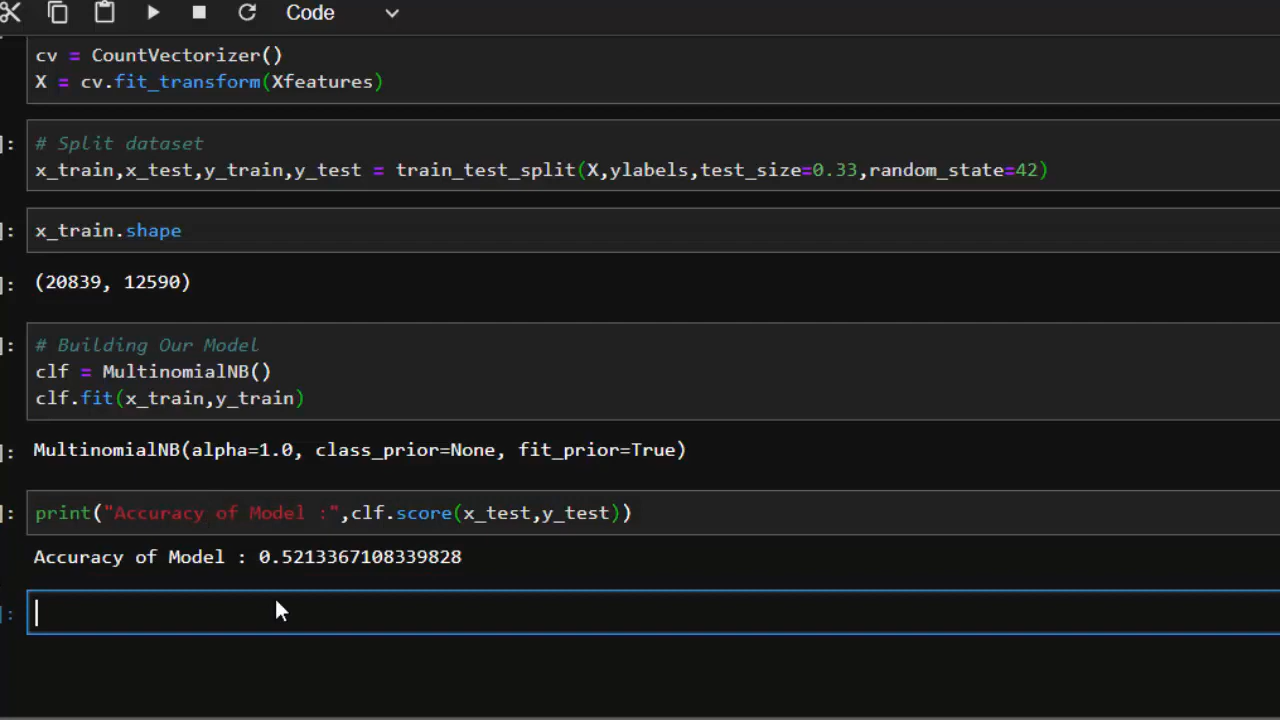 Code
cv = CountVectorizer()
X = cv.fit_transform(Xfeatures)
]: # Split dataset
x_train,x_test,y_train,y_test = train_test_split(X,ylabels,test_size=0.33,random_state=42)
]: x_train.shape
]: (20839, 12590)
]: # Building Our Model
clf = MultinomialNB()
clf.fit(x_train,y_train)
]: MultinomialNB(alpha=1.0, class_prior=None, fit_prior=True)
]: print("Accuracy of Model :",clf.score(x_test,y_test))
Accuracy of Model : 0.5213367108339828
]: